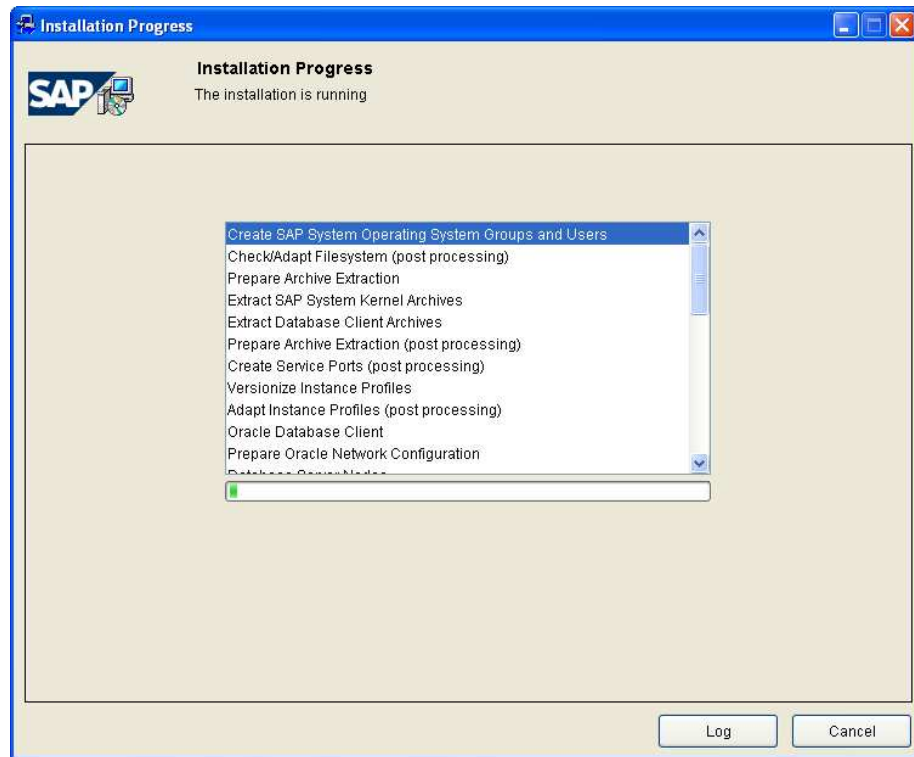 Installation Progress
SAP
Installation Progress
The installation is running
Create SAP System Operating System Groups and Users
Check/Adapt Filesystem (post processing)
Prepare Archive Extraction
Extract SAP System Kernel Archives
Extract Database Client Archives
Prepare Archive Extraction (post processing)
Create Service Ports (post processing)
Versionize Instance Profiles
Adapt Instance Profiles (post processing)
Oracle Database Client
Prepare Oracle Network Configuration
Database Server Nodes
Log
Cancel